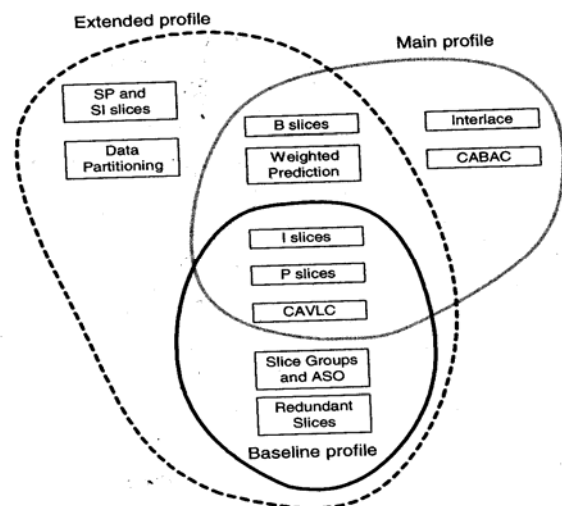 Extended profile
Main profile
SP and
SI slices
Data
Partitioning
B slices
Weighted
Prediction
Interlace
CABAC
I slices
P slices
CAVLC
Slice Groups
and ASO
Redundant
Slices
Baseline profile